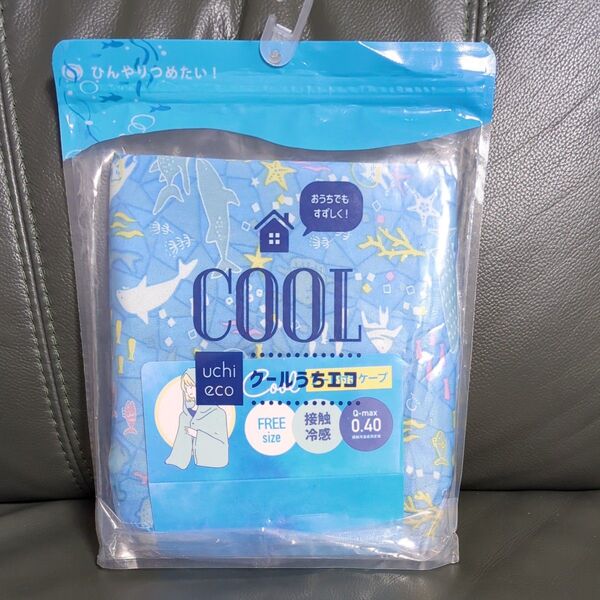 ひんやりつめたい!
おうちでも
すずしく!
COOL
uchi
eco
クールうちエコ
Cool
ケープ
FREE
size
接触
冷感
Q-max
0.40